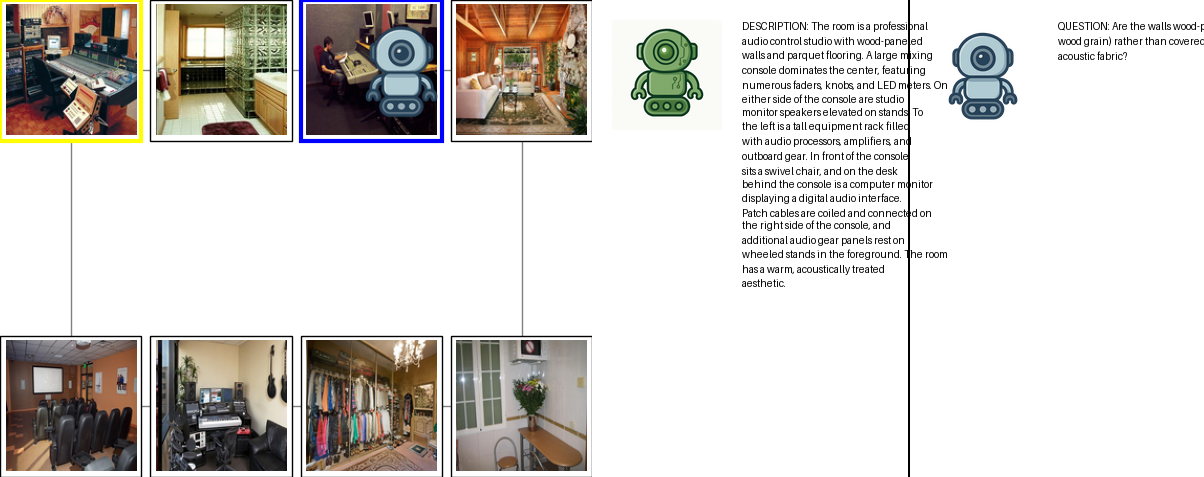 DESCRIPTION: The room is a professional
audio control studio with wood-paneled
walls and parquet flooring. A large mixing
console dominates the center, featuring
numerous faders, knobs, and LED meters. On
either side of the console are studio
monitor speakers elevated on stands. To
the left is a tall equipment rack filled
with audio processors, amplifiers, and
outboard gear. In front of the console
sits a swivel chair, and on the desk
behind the console is a computer monitor
displaying a digital audio interface.
Patch cables are coiled and connected on
the right side of the console, and
additional audio gear panels rest on
wheeled stands in the foreground. The room
has a warm, acoustically treated
aesthetic.
QUESTION: Are the walls wood-p
wood grain) rather than covered
acoustic fabric?